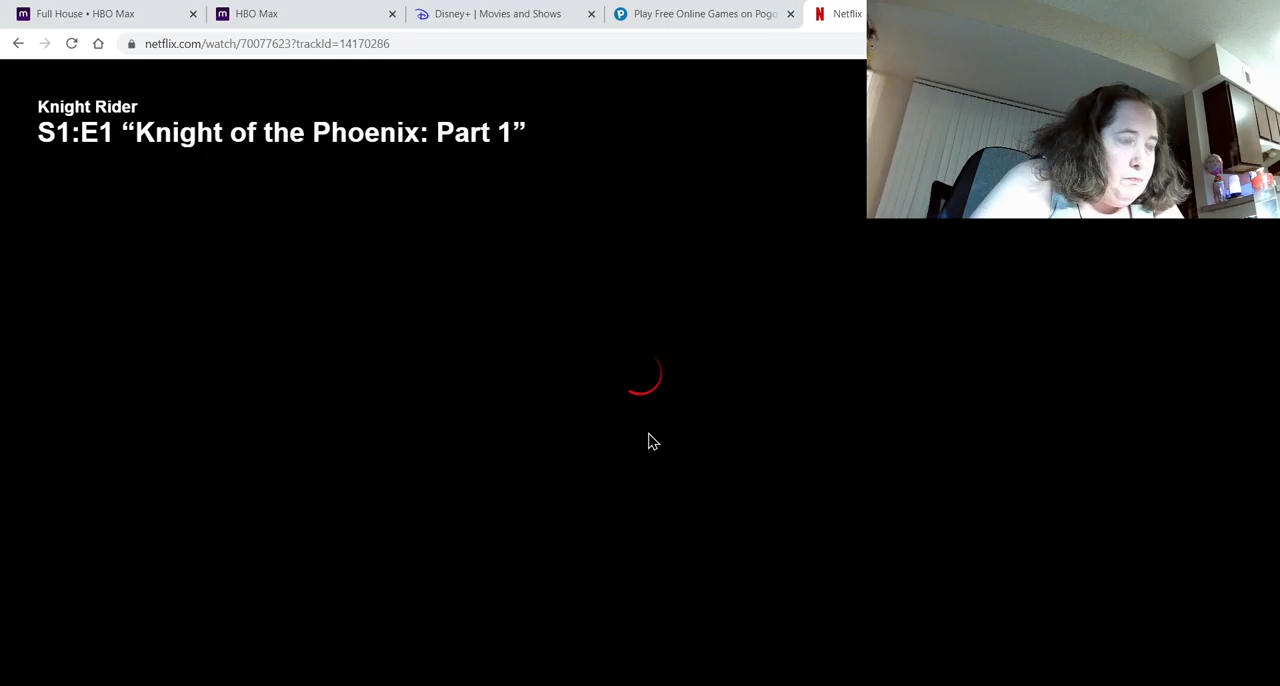 Full House • HBO Max
HBO Max
Disney+ | Movies and Shows
Play Free Online Games on Pogo
Netflix
netflix.com/watch/70077623?trackId=14170286
Knight Rider
S1:E1 “Knight of the Phoenix: Part 1”